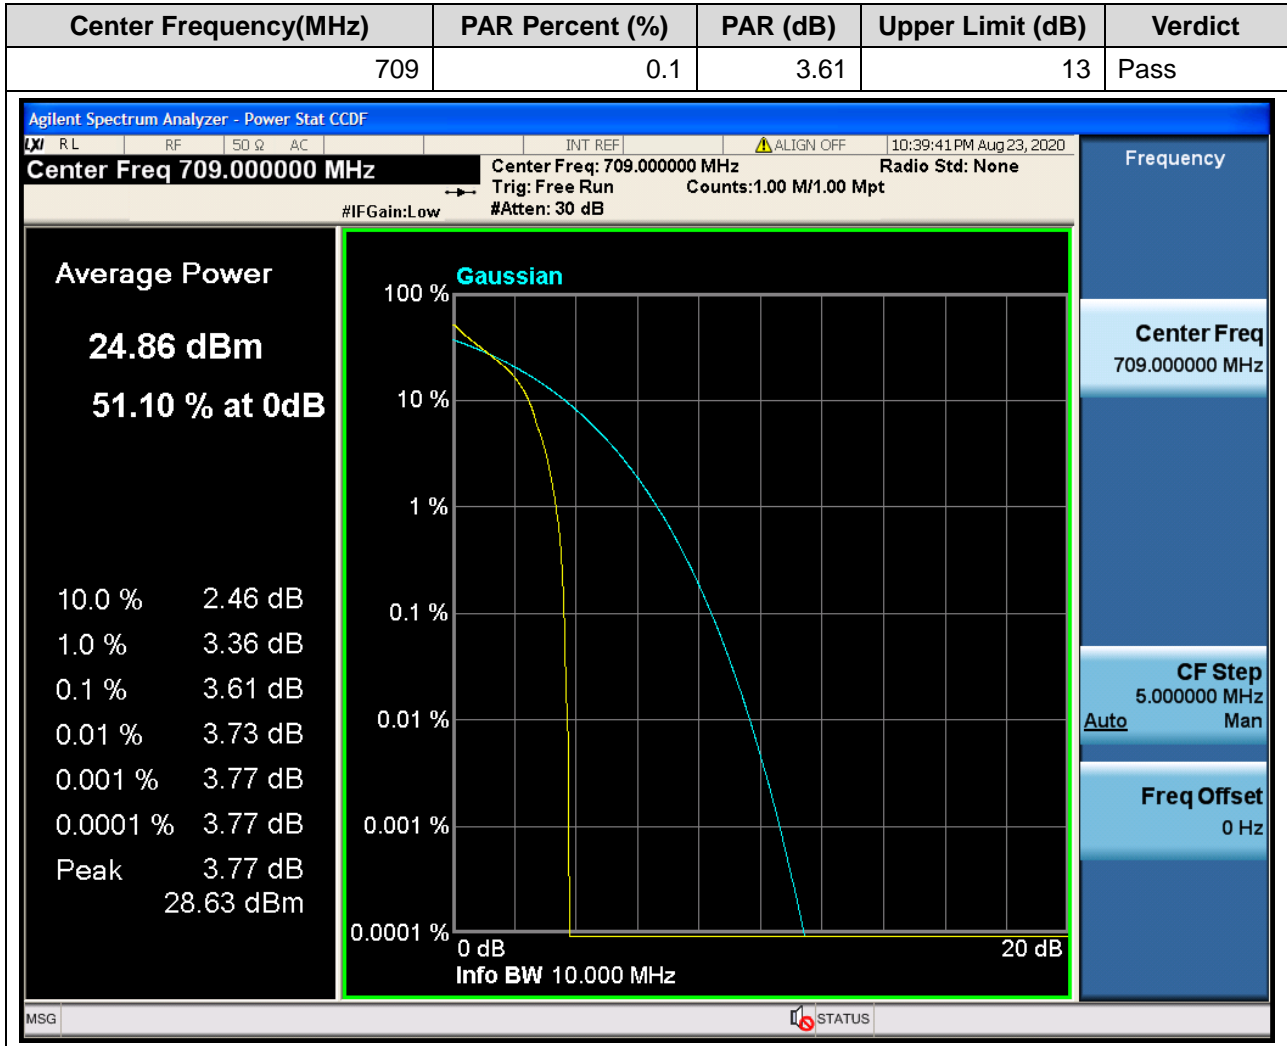 Center Frequency(MHz) PAR Percent (%) PAR (dB) Upper Limit (dB) Verdict
709 0.1 3.61 13 Pass
Agilent Spectrum Analyzer - Power Stat CCDF
LXI RL RF 50 Ω AC INT REF ALIGN OFF 10:39:41 PM Aug 23, 2020
Center Freq 709.000000 MHz
Center Freq: 709.000000 MHz Radio Std: None
Trig: Free Run Counts:1.00 M/1.00 Mpt
#IFGain:Low #Atten: 30 dB
Average Power
24.86 dBm
51.10 % at 0dB
10.0 % 2.46 dB
1.0 % 3.36 dB
0.1 % 3.61 dB
0.01 % 3.73 dB
0.001 % 3.77 dB
0.0001 % 3.77 dB
Peak 3.77 dB
28.63 dBm
Gaussian
100 %
10 %
1 %
0.1 %
0.01 %
0.001 %
0.0001 %
0 dB 20 dB
Info BW 10.000 MHz
Frequency
Center Freq
709.000000 MHz
CF Step
5.000000 MHz
Auto Man
Freq Offset
0 Hz
MSG STATUS